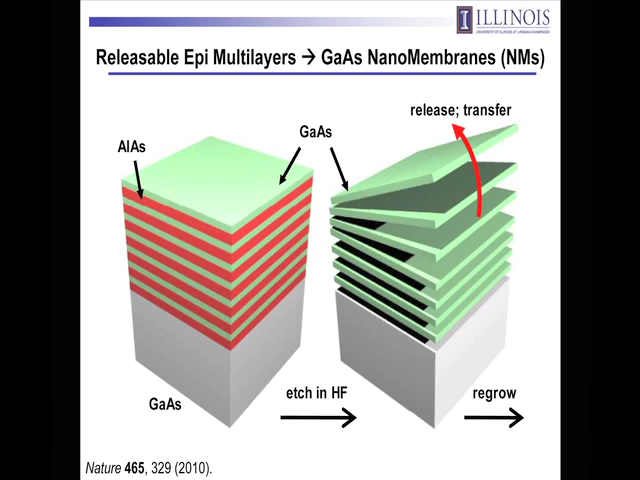 ILLINOIS
UNIVERSITY OF ILLINOIS AT URBANA-CHAMPAIGN
Releasable Epi Multilayers → GaAs NanoMembranes (NMs)
release; transfer
GaAs
AlAs
GaAs
etch in HF
regrow
Nature 465, 329 (2010).